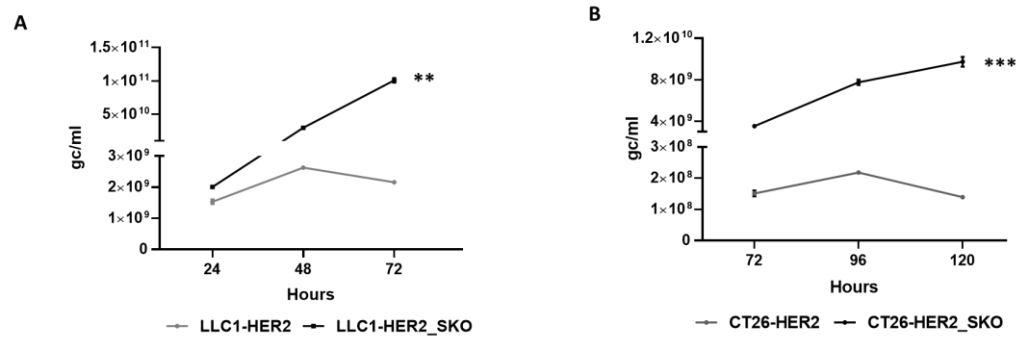 A
1.5×10¹¹
1×10¹¹
5×10¹⁰
3×10⁹
2×10⁹
1×10⁹
0
gc/ml
24 48 72
Hours
**
LLC1-HER2 LLC1-HER2_SKO
B
1.2×10¹⁰
8×10⁹
4×10⁹
3×10⁸
2×10⁸
1×10⁸
0
gc/ml
72 96 120
Hours
***
CT26-HER2 CT26-HER2_SKO